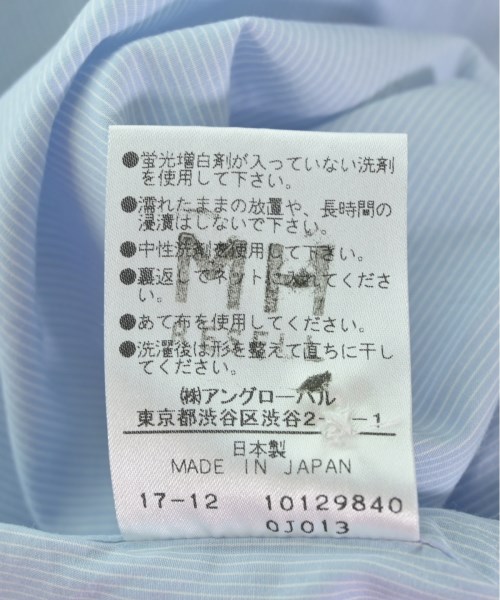 ●蛍光増白剤が入っていない洗剤
を使用して下さい。
●濡れたままの放置や、長時間の
浸漬はしないで下さい。
●中性洗剤を使用して下さい。
●裏返しでネットに入れてくださ
い。
●あて布を使用してください。
●洗濯後は形を整えて直ちに干し
てください。
㈱アングローバル
東京都渋谷区渋谷2- -1
日本製
MADE IN JAPAN
17-12 10129840
0J013